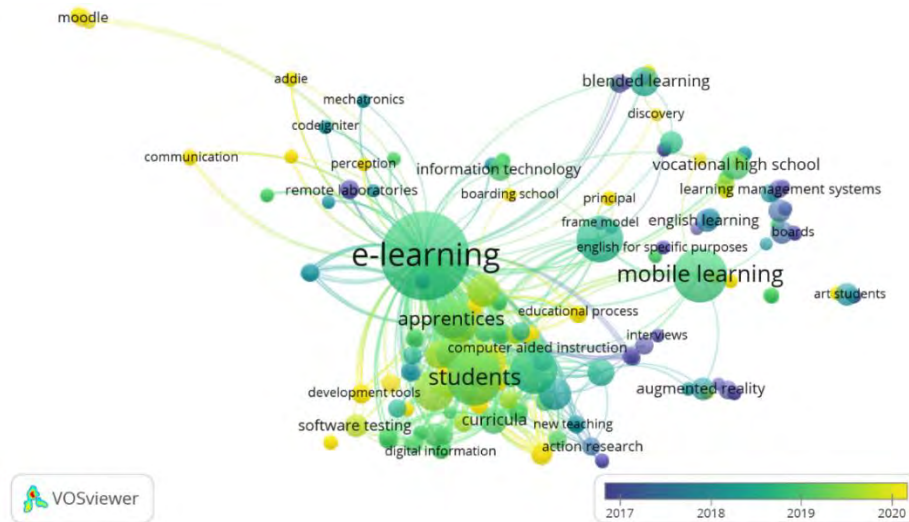 moodle
addie
blended learning
mechatronics
discovery
codeigniter
communication
perception
information technology
vocational high school
remote laboratories
boarding school
principal
learning management systems
frame model
english learning
boards
e-learning
english for specific purposes
mobile learning
art students
educational process
apprentices
interviews
computer aided instruction
students
augmented reality
development tools
curricula
software testing
new teaching
digital information
action research
VOSviewer
2017 2018 2019 2020